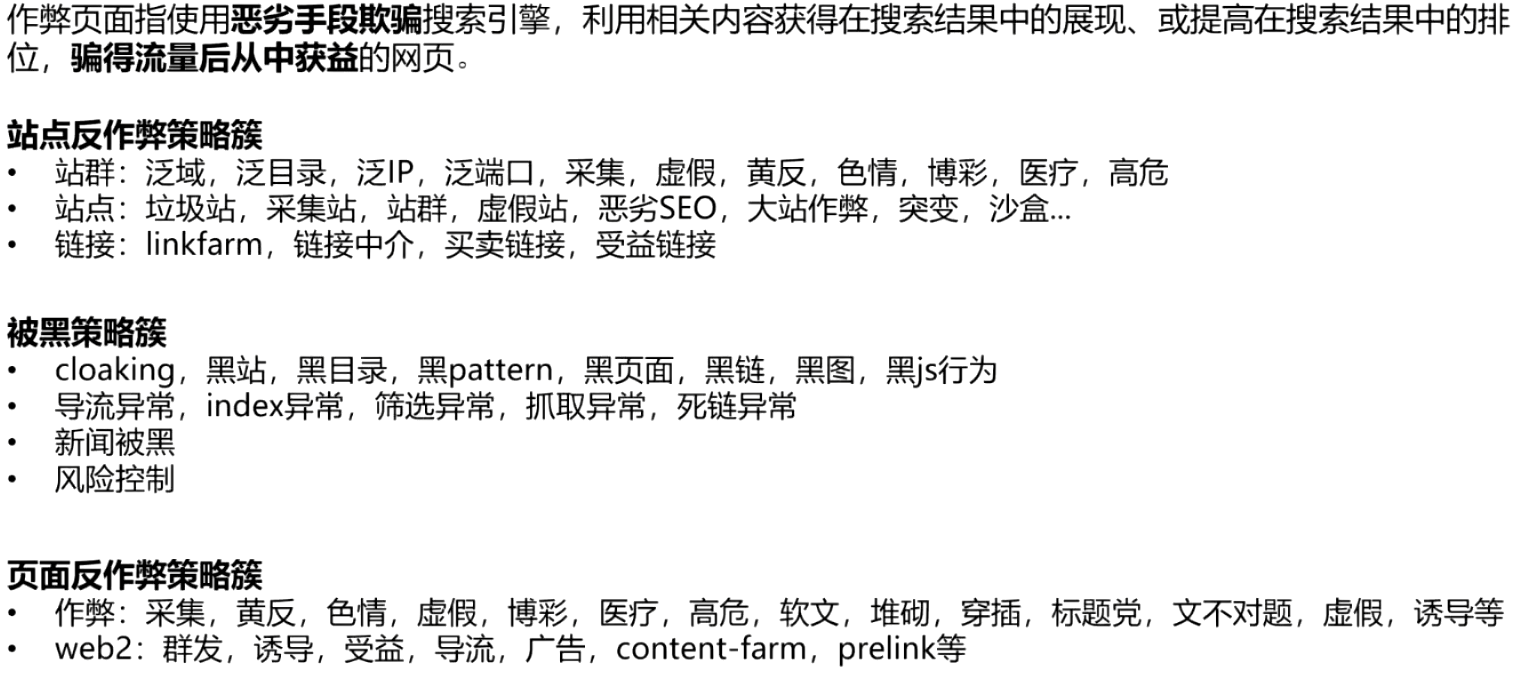 作弊页面指使用恶劣手段欺骗搜索引擎，利用相关内容获得在搜索结果中的展现、或提高在搜索结果中的排
位，骗得流量后从中获益的网页。
站点反作弊策略簇
• 站群：泛域，泛目录，泛IP，泛端口，采集，虚假，黄反，色情，博彩，医疗，高危
• 站点：垃圾站，采集站，站群，虚假站，恶劣SEO，大站作弊，突变，沙盒...
• 链接：linkfarm，链接中介，买卖链接，受益链接
被黑策略簇
• cloaking，黑站，黑目录，黑pattern，黑页面，黑链，黑图，黑js行为
• 导流异常，index异常，筛选异常，抓取异常，死链异常
• 新闻被黑
• 风险控制
页面反作弊策略簇
• 作弊：采集，黄反，色情，虚假，博彩，医疗，高危，软文，堆砌，穿插，标题党，文不对题，虚假，诱导等
• web2：群发，诱导，受益，导流，广告，content-farm，prelink等